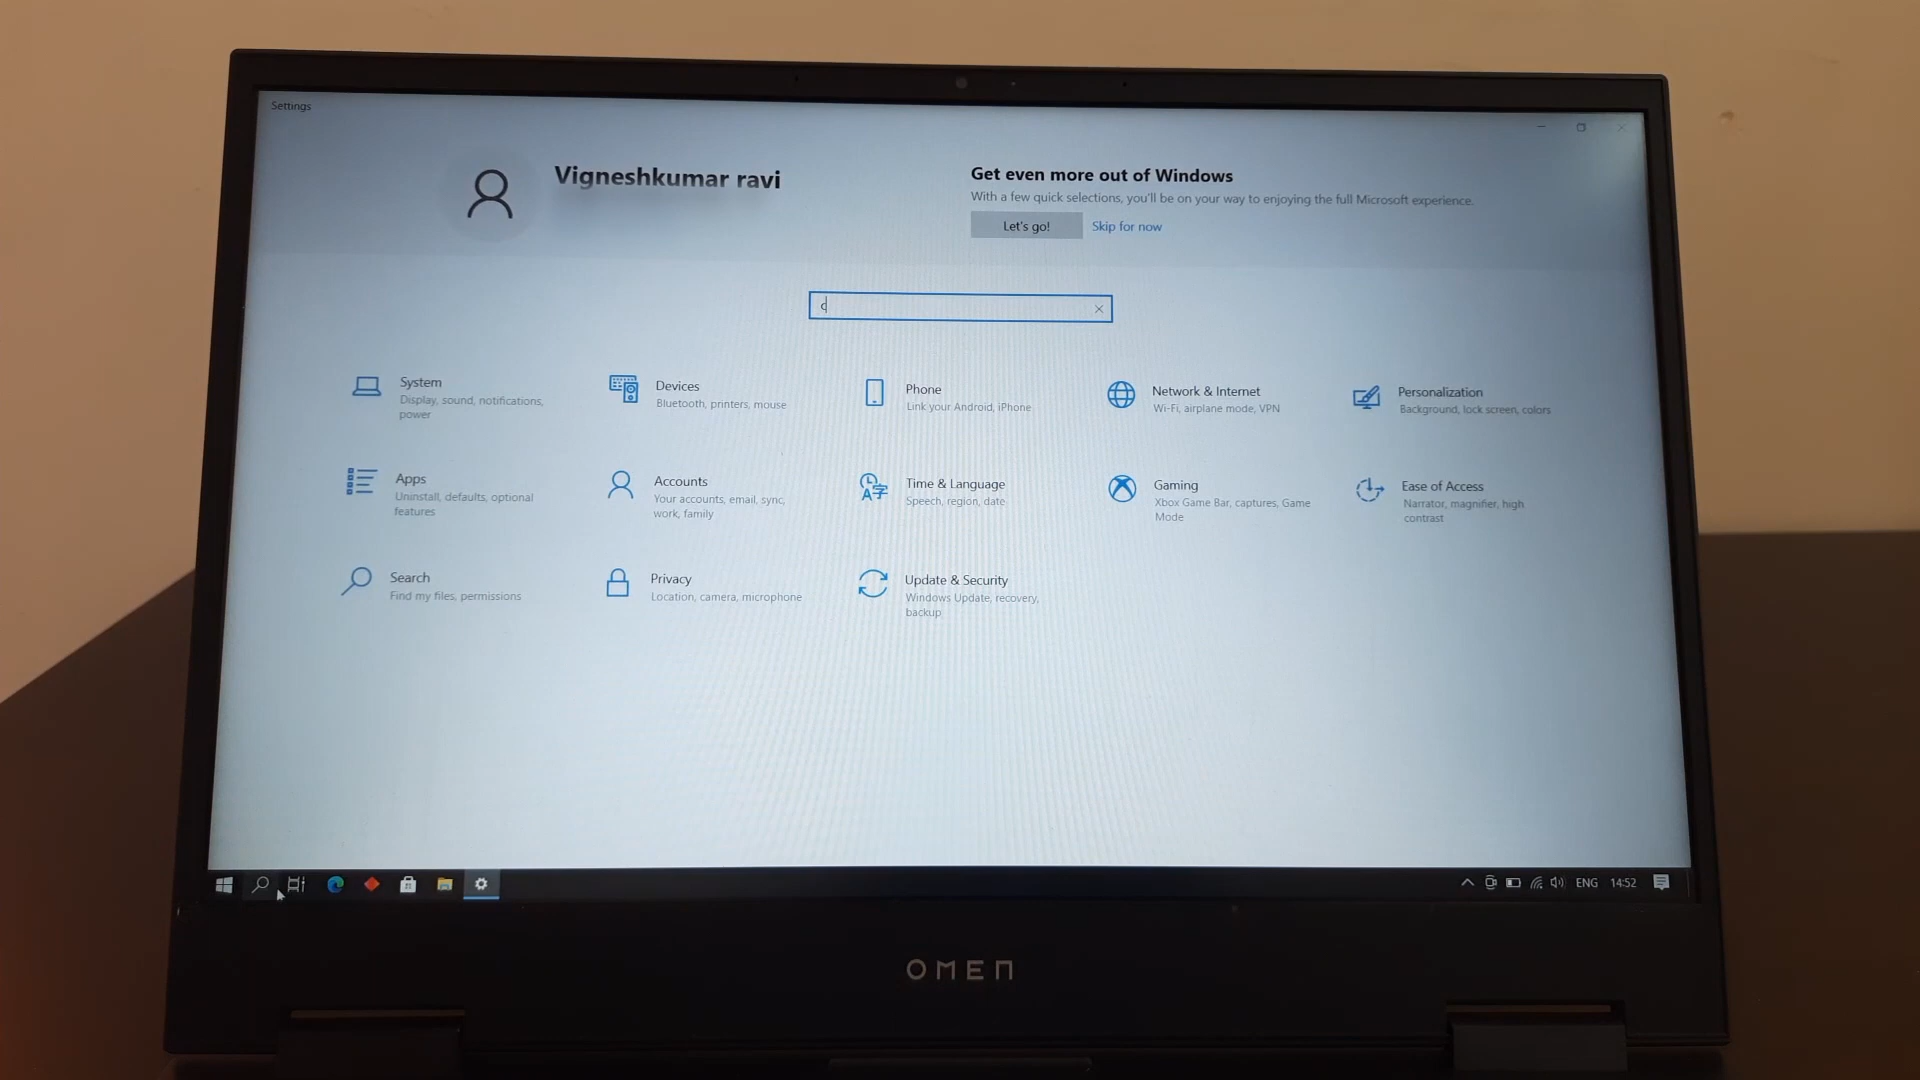 Settings
Vigneshkumar ravi
Get even more out of Windows
With a few quick selections, you'll be on your way to enjoying the full Microsoft experience.
Let's go!
Skip for now
c
System
Display, sound, notifications,
power
Devices
Bluetooth, printers, mouse
Phone
Link your Android, iPhone
Network & Internet
Wi-Fi, airplane mode, VPN
Personalization
Background, lock screen, colors
Apps
Uninstall, defaults, optional
features
Accounts
Your accounts, email, sync,
work, family
Time & Language
Speech, region, date
Gaming
Xbox Game Bar, captures, Game
Mode
Ease of Access
Narrator, magnifier, high
contrast
Search
Find my files, permissions
Privacy
Location, camera, microphone
Update & Security
Windows Update, recovery,
backup
ENG
14:52
OMEN